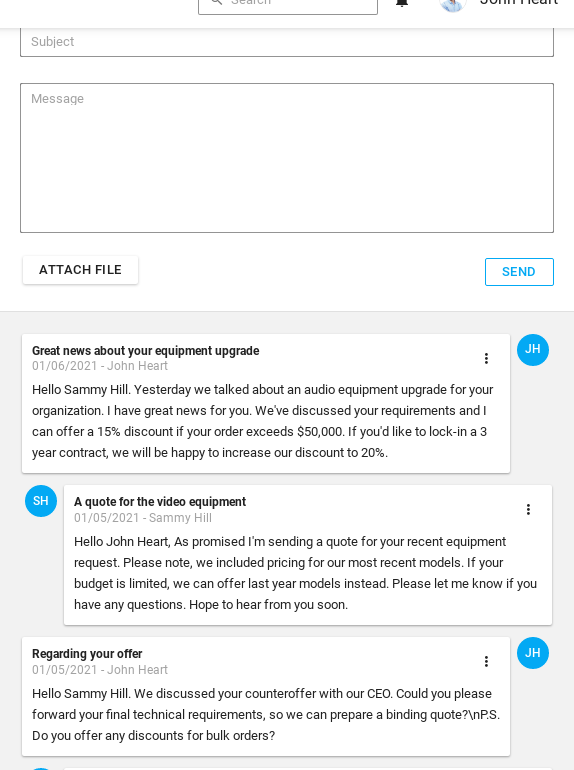 Search
John Heart
Subject
Message
ATTACH FILE
SEND
Great news about your equipment upgrade
JH
01/06/2021 - John Heart
Hello Sammy Hill. Yesterday we talked about an audio equipment upgrade for your
organization. I have great news for you. We've discussed your requirements and I
can offer a 15% discount if your order exceeds $50,000. If you'd like to lock-in a 3
year contract, we will be happy to increase our discount to 20%.
SH
A quote for the video equipment
01/05/2021 - Sammy Hill
Hello John Heart, As promised I'm sending a quote for your recent equipment
request. Please note, we included pricing for our most recent models. If your
budget is limited, we can offer last year models instead. Please let me know if you
have any questions. Hope to hear from you soon.
Regarding your offer
JH
01/05/2021 - John Heart
Hello Sammy Hill. We discussed your counteroffer with our CEO. Could you please
forward your final technical requirements, so we can prepare a binding quote?\nP.S.
Do you offer any discounts for bulk orders?